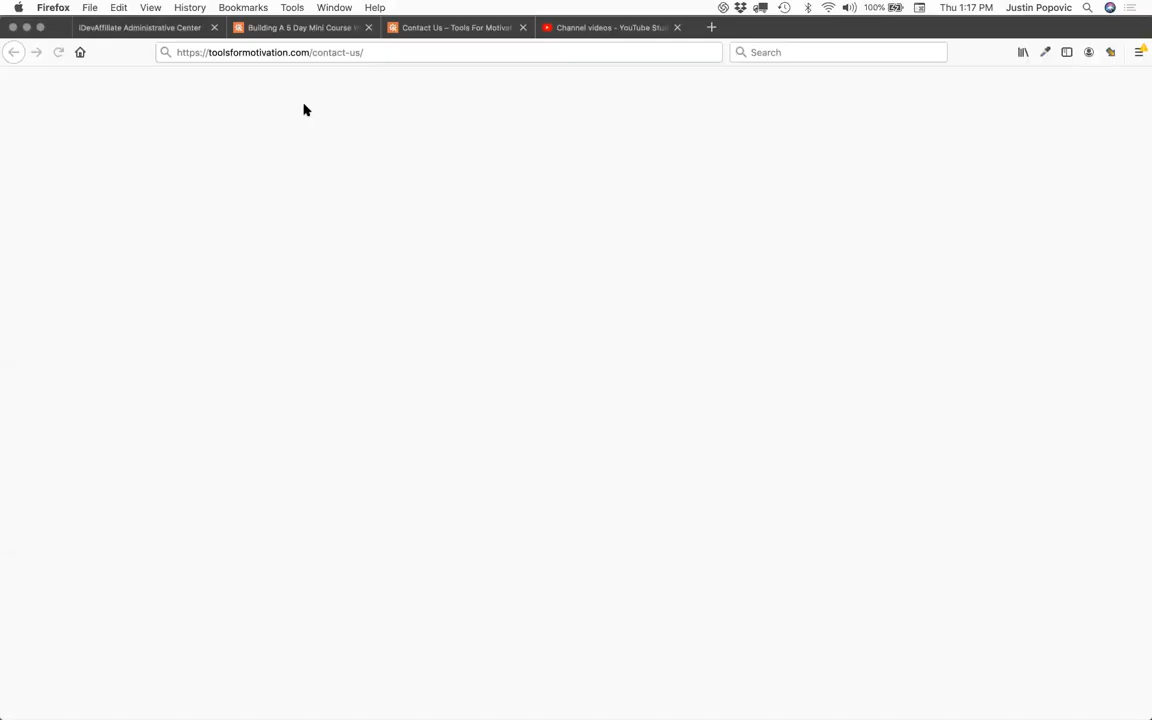 Firefox File Edit View History Bookmarks Tools Window Help 100% Thu 1:17 PM Justin Popovic
iDevAffiliate Administrative Center Building A 5 Day Mini Course Contact Us – Tools For Motivat Channel videos - YouTube Stu
https://toolsformotivation.com/contact-us/ Search